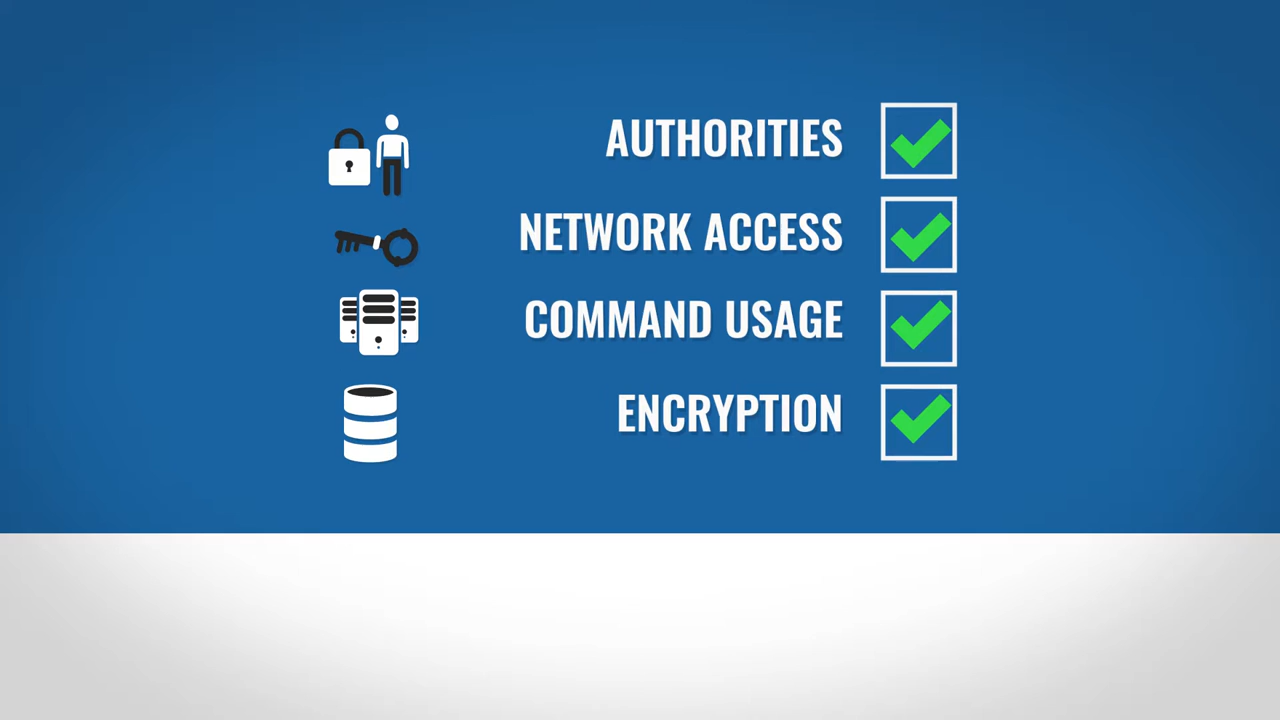 AUTHORITIES
NETWORK ACCESS
COMMAND USAGE
ENCRYPTION